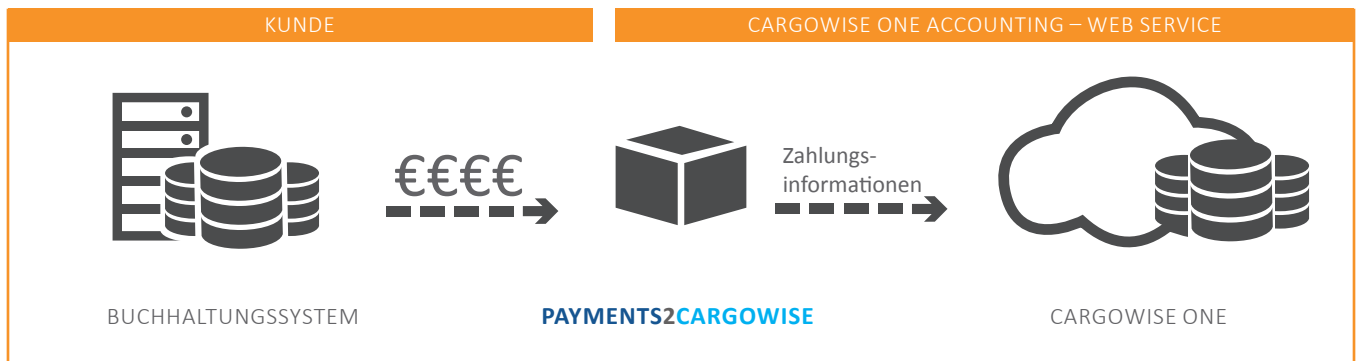 KUNDE
CARGOWISE ONE ACCOUNTING – WEB SERVICE
€€€€
Zahlungs-
informationen
BUCHHALTUNGSSYSTEM
PAYMENTS2CARGOWISE
CARGOWISE ONE